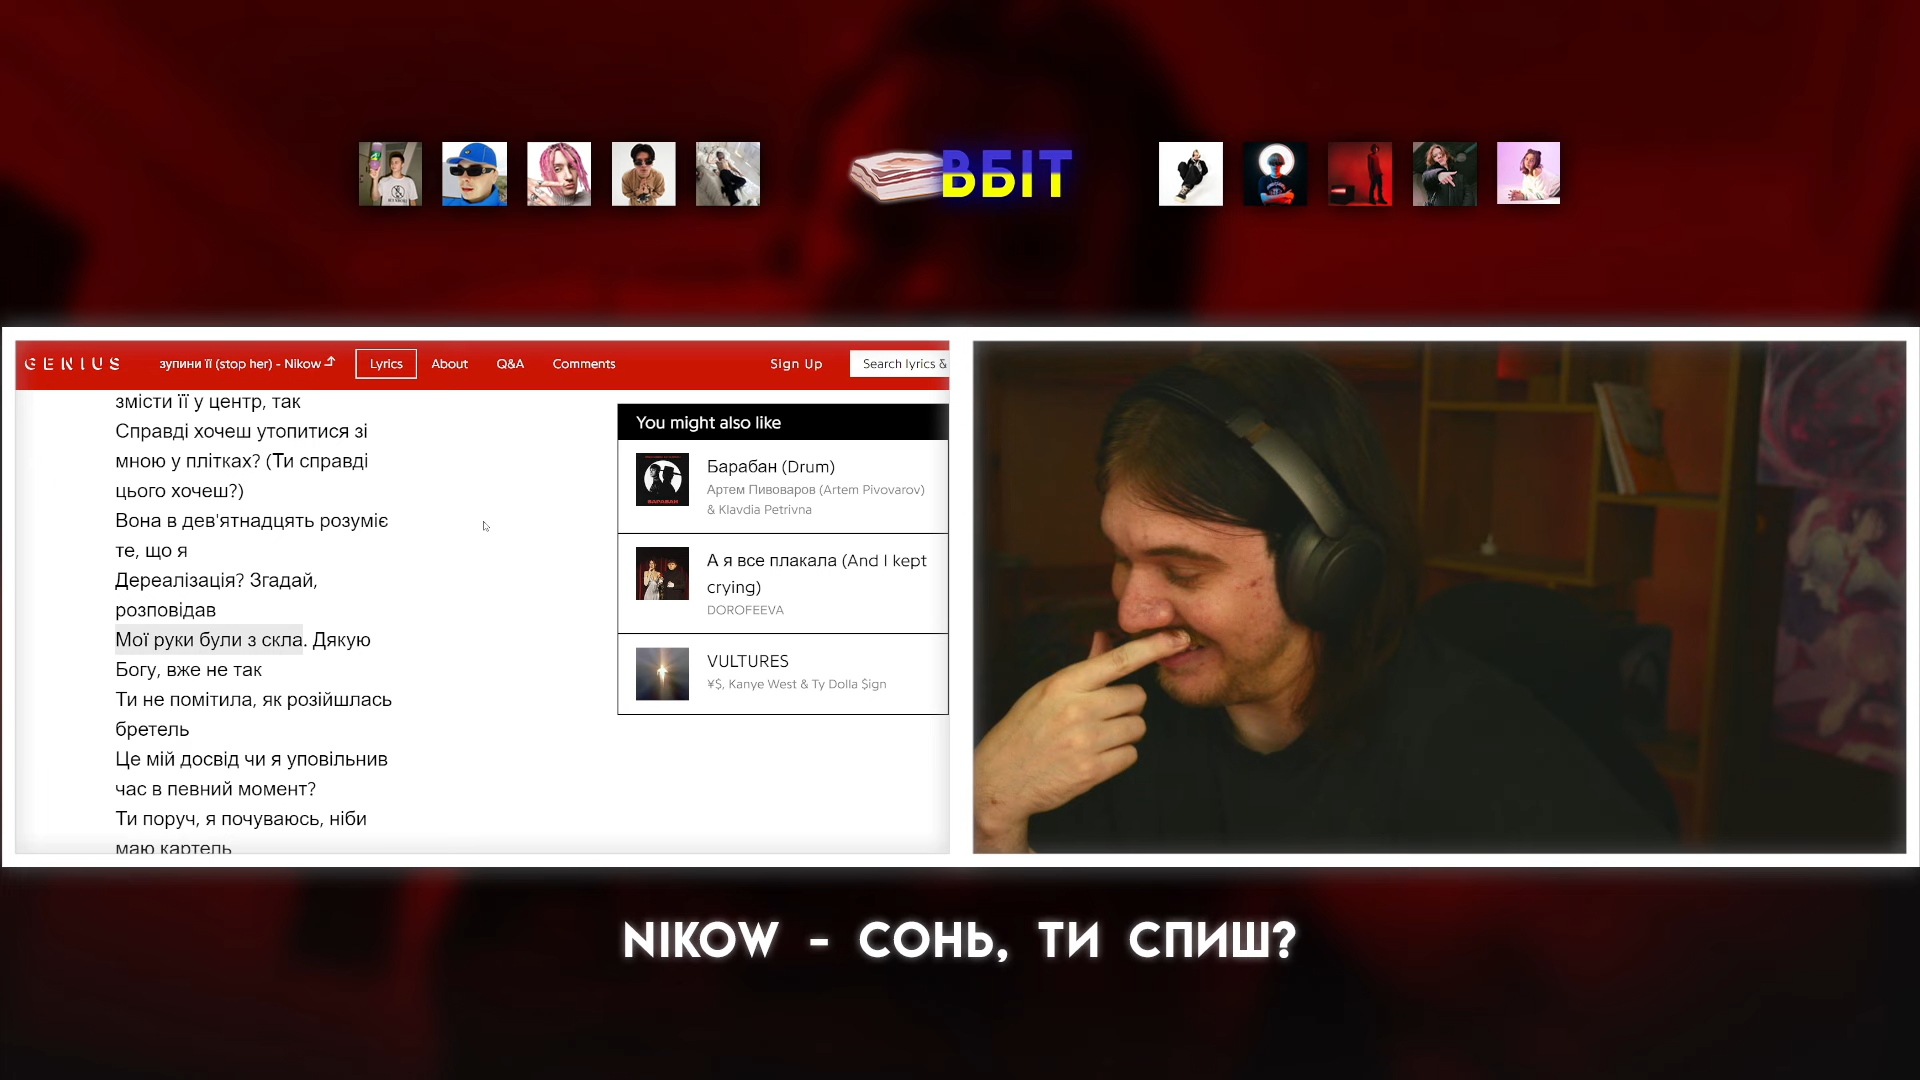 ВБІТ
GENIUS
зупини її (stop her) - Nikow
Lyrics
About
Q&A
Comments
Sign Up
Search lyrics &
змісти її у центр, так
Справді хочеш утопитися зі
мною у плітках? (Ти справді
цього хочеш?)
Вона в дев'ятнадцять розуміє
те, що я
Дереалізація? Згадай,
розповідав
Мої руки були з скла. Дякую
Богу, вже не так
Ти не помітила, як розійшлась
бретель
Це мій досвід чи я уповільнив
час в певний момент?
Ти поруч, я почуваюсь, ніби
маю картель
You might also like
Барабан (Drum)
Артем Пивоваров (Artem Pivovarov)
& Klavdia Petrivna
А я все плакала (And I kept
crying)
DOROFEEVA
VULTURES
¥$, Kanye West & Ty Dolla $ign
БАРАБАН
NIKOW - СОНЬ, ТИ СПИШ?